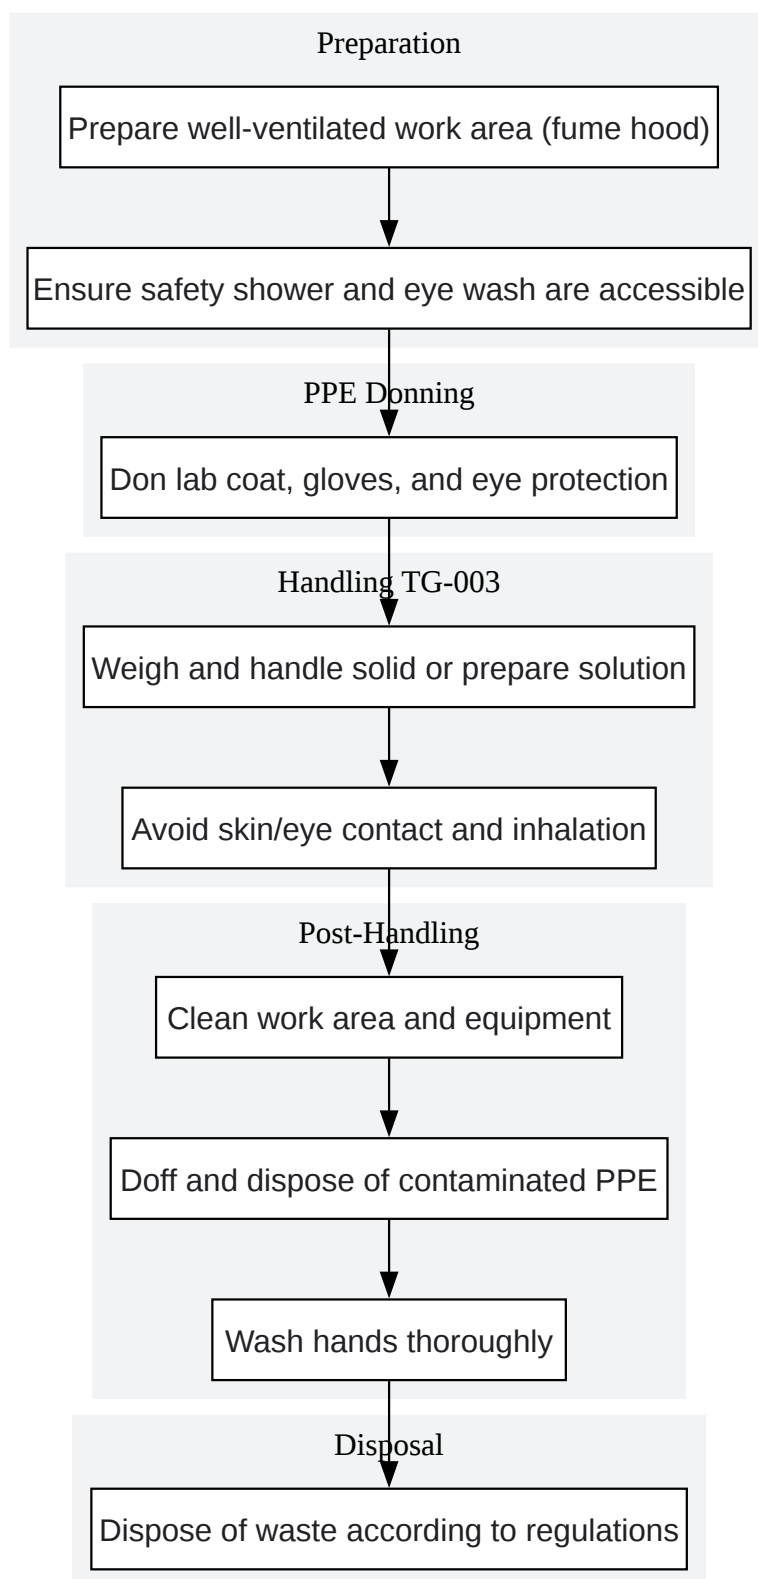 Preparation
Prepare well-ventilated work area (fume hood)
Ensure safety shower and eye wash are accessible
PPE Donning
Don lab coat, gloves, and eye protection
Handling TG-003
Weigh and handle solid or prepare solution
Avoid skin/eye contact and inhalation
Post-Handling
Clean work area and equipment
Doff and dispose of contaminated PPE
Wash hands thoroughly
Disposal
Dispose of waste according to regulations